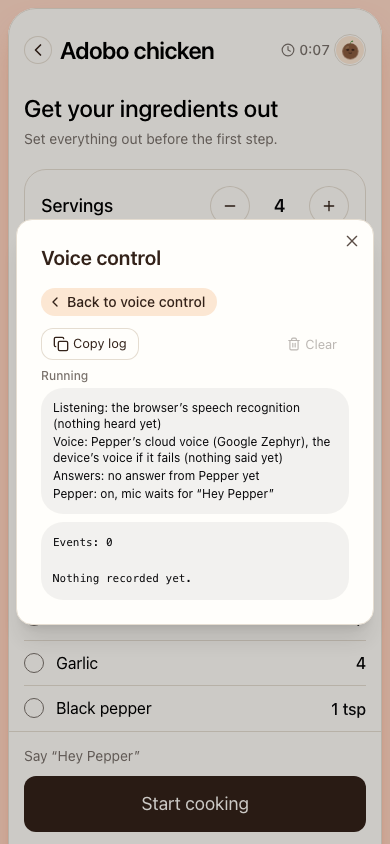 Adobo chicken
0:07
Get your ingredients out
Set everything out before the first step.
Servings
4
Voice control
Back to voice control
Copy log
Clear
Running
Listening: the browser’s speech recognition
(nothing heard yet)
Voice: Pepper’s cloud voice (Google Zephyr), the
device’s voice if it fails (nothing said yet)
Answers: no answer from Pepper yet
Pepper: on, mic waits for “Hey Pepper”
Events: 0
Nothing recorded yet.
Garlic
4
Black pepper
1 tsp
Say “Hey Pepper”
Start cooking